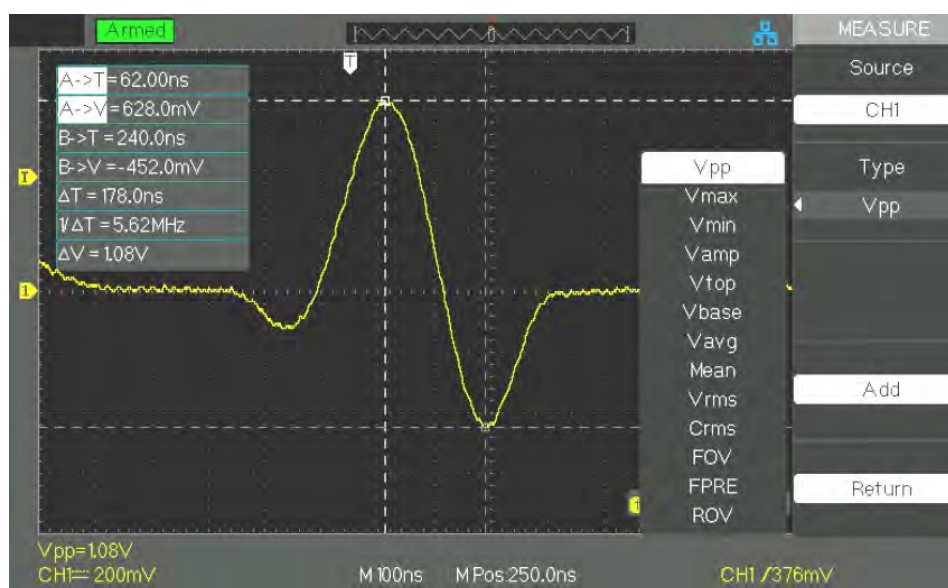 Armed
MEASURE
T
Source
A->T=62.00ns
A->V=628.0mV
CH1
B->T=240.0ns
B->V=-452.0mV
T
ΔT=178.0ns
1/ΔT=5.62MHz
ΔV=1.08V
1
Type
Vpp
Vpp
Vmax
Vmin
Vamp
Vtop
Vbase
Vavg
Mean
Vrms
Crms
FOV
FPRE
ROV
Add
Return
Vpp=1.08V
CH1 200mV
M 100ns
M Pos:250.0ns
CH1 /376mV